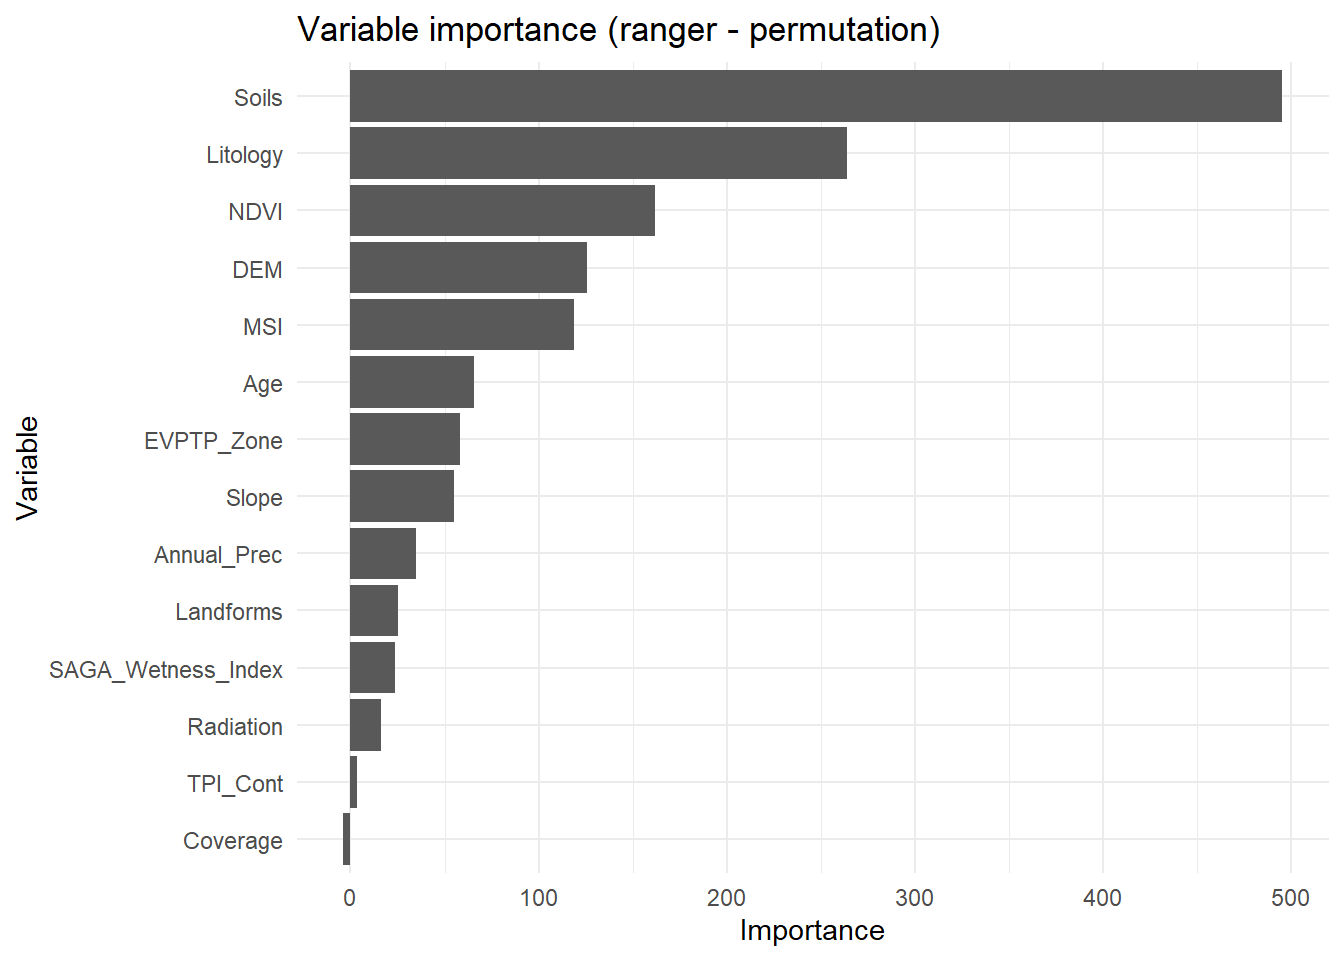 Variable importance (ranger - permutation)
Variable
Soils
Litology
NDVI
DEM
MSI
Age
EVPTP_Zone
Slope
Annual_Prec
Landforms
SAGA_Wetness_Index
Radiation
TPI_Cont
Coverage
0 100 200 300 400 500
Importance